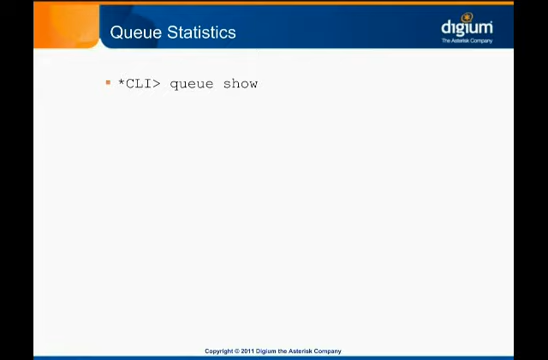 Queue Statistics
digium
The Asterisk Company
*CLI> queue show
Copyright © 2011 Digium the Asterisk Company